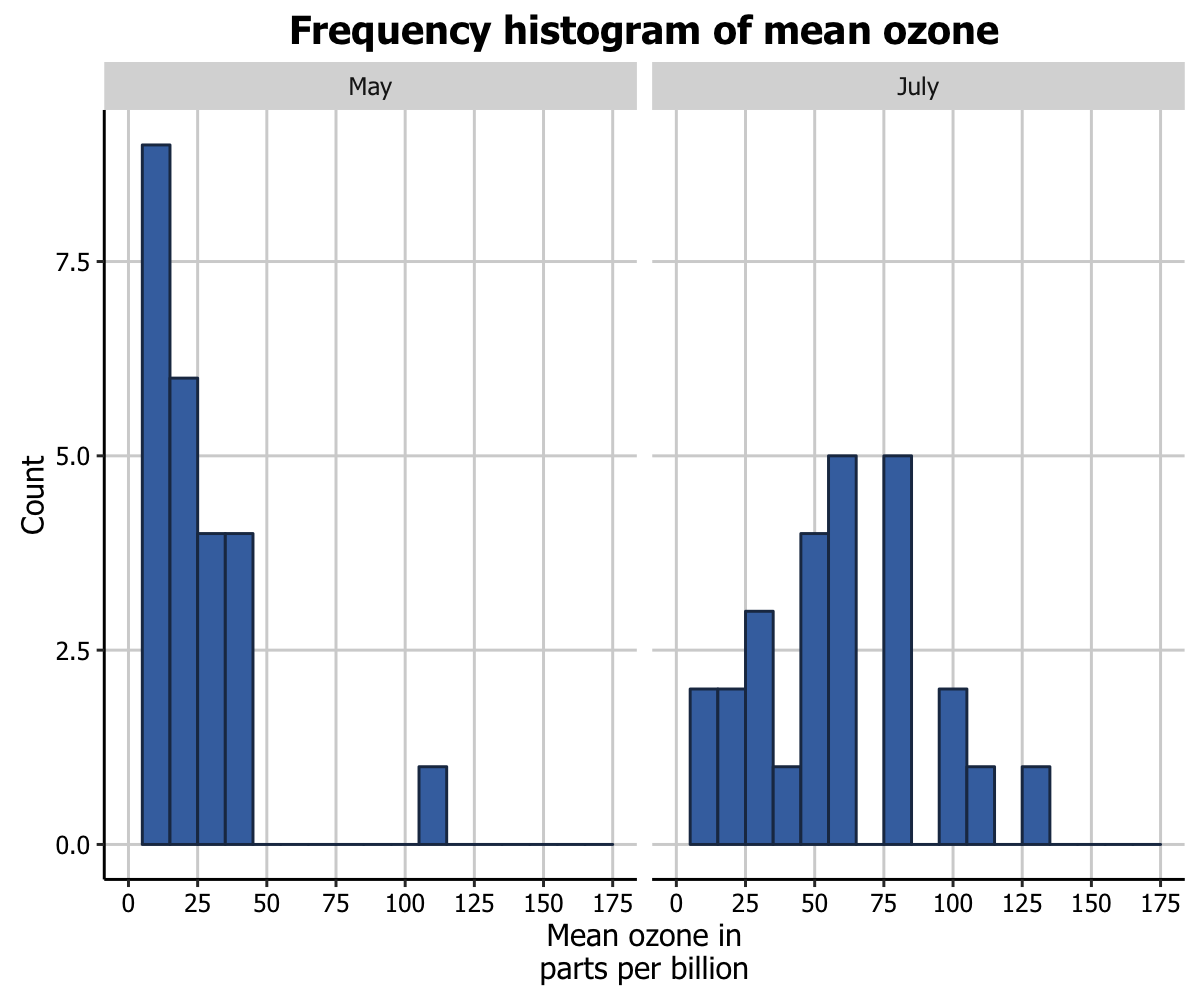 Frequency histogram of mean ozone
May July
7.5
5.0
2.5
0.0
Count
0 25 50 75 100 125 150 175 0 25 50 75 100 125 150 175
Mean ozone in
parts per billion